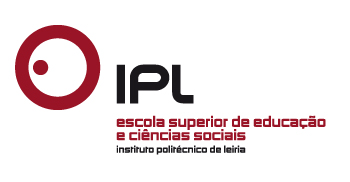 IPL
escola superior de educação
e ciências sociais
instituto politécnico de leiria